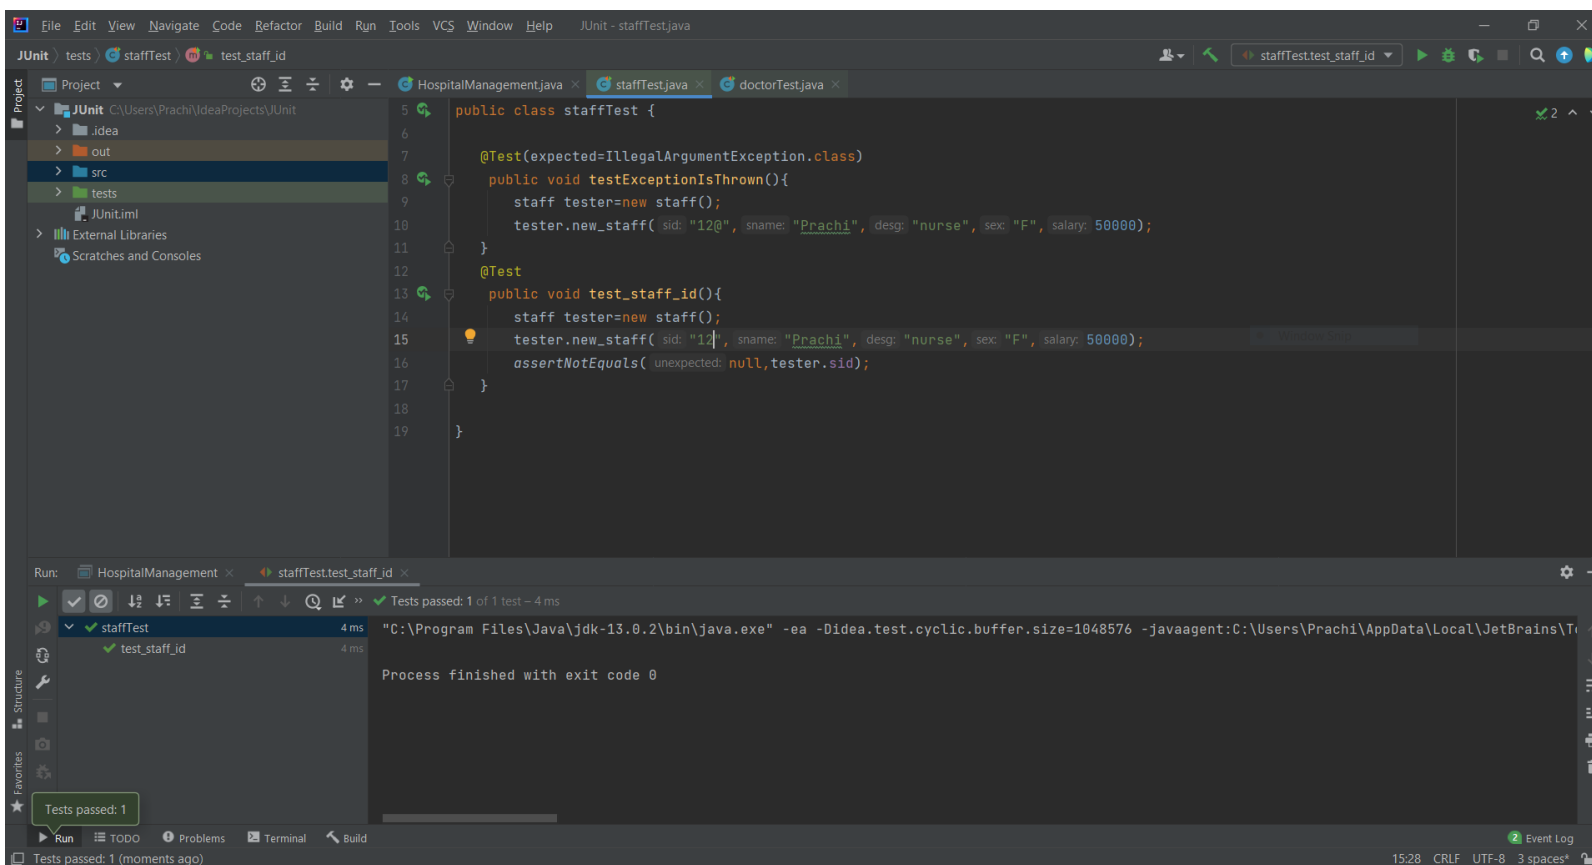 File Edit View Navigate Code Refactor Build Run Tools VCS Window Help JUnit - staffTest.java
JUnit tests staffTest test_staff_id staffTest.test_staff_id
Project HospitalManagement.java staffTest.java doctorTest.java
Project
JUnit C:\Users\Prachi\IdeaProjects\JUnit
.idea
out
src
tests
JUnit.iml
External Libraries
Scratches and Consoles
5 public class staffTest {
2
6
7 @Test(expected=IllegalArgumentException.class)
8 public void testExceptionIsThrown(){
9 staff tester=new staff();
10 tester.new_staff( sid: "12@", sname: "Prachi", desg: "nurse", sex: "F", salary: 50000);
11 }
12 @Test
13 public void test_staff_id(){
14 staff tester=new staff();
15 tester.new_staff( sid: "12", sname: "Prachi", desg: "nurse", sex: "F", salary: 50000);
16 assertNotEquals( unexpected: null,tester.sid);
17 }
18
19 }
Run: HospitalManagement staffTest.test_staff_id
Tests passed: 1 of 1 test – 4 ms
staffTest 4 ms
test_staff_id 4 ms
"C:\Program Files\Java\jdk-13.0.2\bin\java.exe" -ea -Didea.test.cyclic.buffer.size=1048576 -javaagent:C:\Users\Prachi\AppData\Local\JetBrains\To
Process finished with exit code 0
Structure
Favorites
Tests passed: 1
Run TODO Problems Terminal Build 2 Event Log
Tests passed: 1 (moments ago) 15:28 CRLF UTF-8 3 spaces*